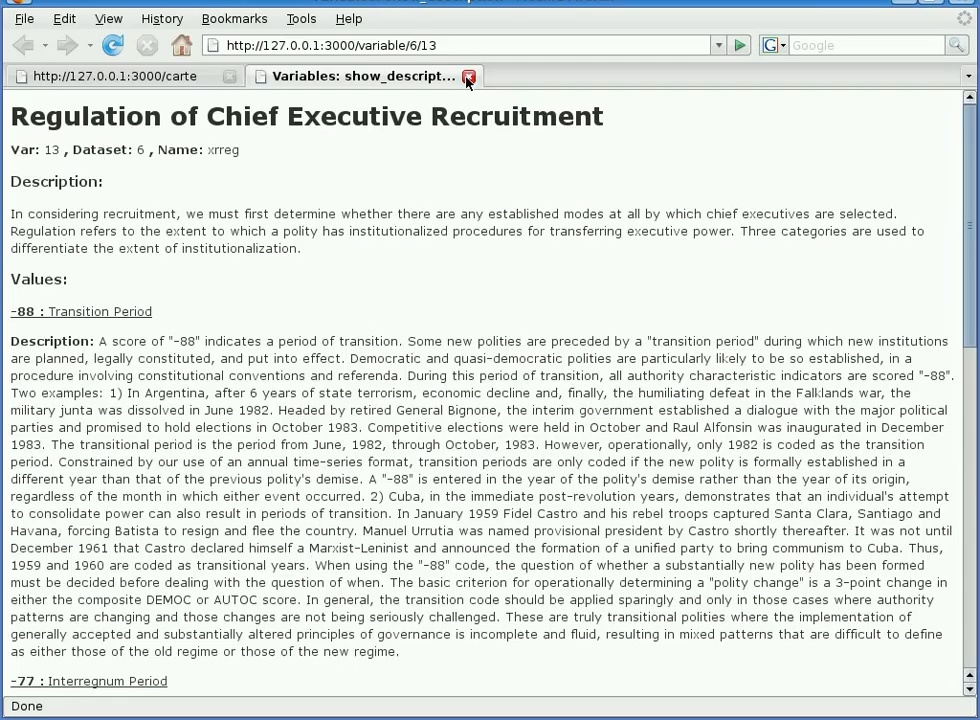 File Edit View History Bookmarks Tools Help
http://127.0.0.1:3000/variable/6/13
G Google
http://127.0.0.1:3000/carte
Variables: show_descript...
Regulation of Chief Executive Recruitment
Var: 13 , Dataset: 6 , Name: xrreg
Description:
In considering recruitment, we must first determine whether there are any established modes at all by which chief executives are selected.
Regulation refers to the extent to which a polity has institutionalized procedures for transferring executive power. Three categories are used to
differentiate the extent of institutionalization.
Values:
-88 : Transition Period
Description: A score of "-88" indicates a period of transition. Some new polities are preceded by a "transition period" during which new institutions
are planned, legally constituted, and put into effect. Democratic and quasi-democratic polities are particularly likely to be so established, in a
procedure involving constitutional conventions and referenda. During this period of transition, all authority characteristic indicators are scored "-88".
Two examples: 1) In Argentina, after 6 years of state terrorism, economic decline and, finally, the humiliating defeat in the Falklands war, the
military junta was dissolved in June 1982. Headed by retired General Bignone, the interim government established a dialogue with the major political
parties and promised to hold elections in October 1983. Competitive elections were held in October and Raul Alfonsin was inaugurated in December
1983. The transitional period is the period from June, 1982, through October, 1983. However, operationally, only 1982 is coded as the transition
period. Constrained by our use of an annual time-series format, transition periods are only coded if the new polity is formally established in a
different year than that of the previous polity's demise. A "-88" is entered in the year of the polity's demise rather than the year of its origin,
regardless of the month in which either event occurred. 2) Cuba, in the immediate post-revolution years, demonstrates that an individual's attempt
to consolidate power can also result in periods of transition. In January 1959 Fidel Castro and his rebel troops captured Santa Clara, Santiago and
Havana, forcing Batista to resign and flee the country. Manuel Urrutia was named provisional president by Castro shortly thereafter. It was not until
December 1961 that Castro declared himself a Marxist-Leninist and announced the formation of a unified party to bring communism to Cuba. Thus,
1959 and 1960 are coded as transitional years. When using the "-88" code, the question of whether a substantially new polity has been formed
must be decided before dealing with the question of when. The basic criterion for operationally determining a "polity change" is a 3-point change in
either the composite DEMOC or AUTOC score. In general, the transition code should be applied sparingly and only in those cases where authority
patterns are changing and those changes are not being seriously challenged. These are truly transitional polities where the implementation of
generally accepted and substantially altered principles of governance is incomplete and fluid, resulting in mixed patterns that are difficult to define
as either those of the old regime or those of the new regime.
-77 : Interregnum Period
Done